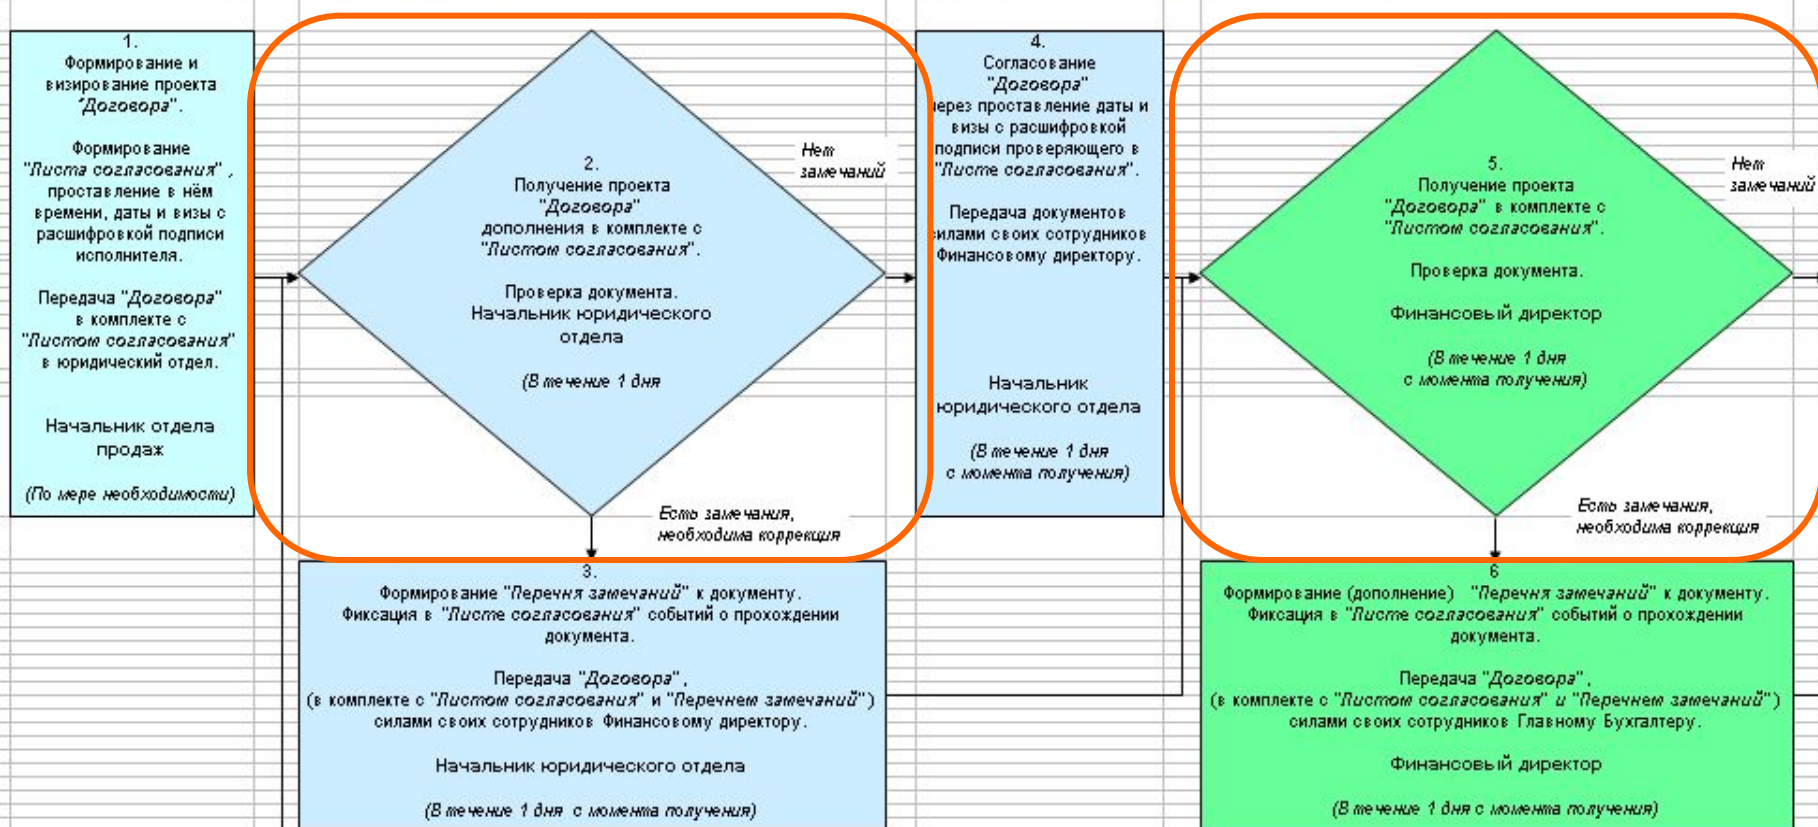 1.
Формирование и
визирование проекта
"Договора".
Формирование
"Листа согласования",
проставление в нём
времени, даты и визы с
расшифровкой подписи
исполнителя.
Передача "Договора"
в комплекте с
"Листом согласования"
в юридический отдел.
Начальник отдела
продаж
(По мере необходимости)
2.
Получение проекта
"Договора"
дополнения в комплекте с
"Листом согласования".
Проверка документа.
Начальник юридического
отдела
(В течение 1 дня
Нет
замечаний
Есть замечания,
необходима коррекция
3.
Формирование "Перечня замечаний" к документу.
Фиксация в "Листе согласования" событий о прохождении
документа.
Передача "Договора",
(в комплекте с "Листом согласования" и "Перечнем замечаний")
силами своих сотрудников Финансовому директору.
Начальник юридического отдела
(В течение 1 дня с момента получения)
4.
Согласование
"Договора"
через проставление даты и
визы с расшифровкой
подписи проверяющего в
"Листе согласования".
Передача документов
силами своих сотрудников
Финансовому директору.
Начальник
юридического отдела
(В течение 1 дня
с момента получения)
5.
Получение проекта
"Договора" в комплекте с
"Листом согласования".
Проверка документа.
Финансовый директор
(В течение 1 дня
с момента получения)
Нет
замечаний
Есть замечания,
необходима коррекция
6
Формирование (дополнение) "Перечня замечаний" к документу.
Фиксация в "Листе согласования" событий о прохождении
документа.
Передача "Договора",
(в комплекте с "Листом согласования" и "Перечнем замечаний")
силами своих сотрудников Главному Бухгалтеру.
Финансовый директор
(В течение 1 дня с момента получения)